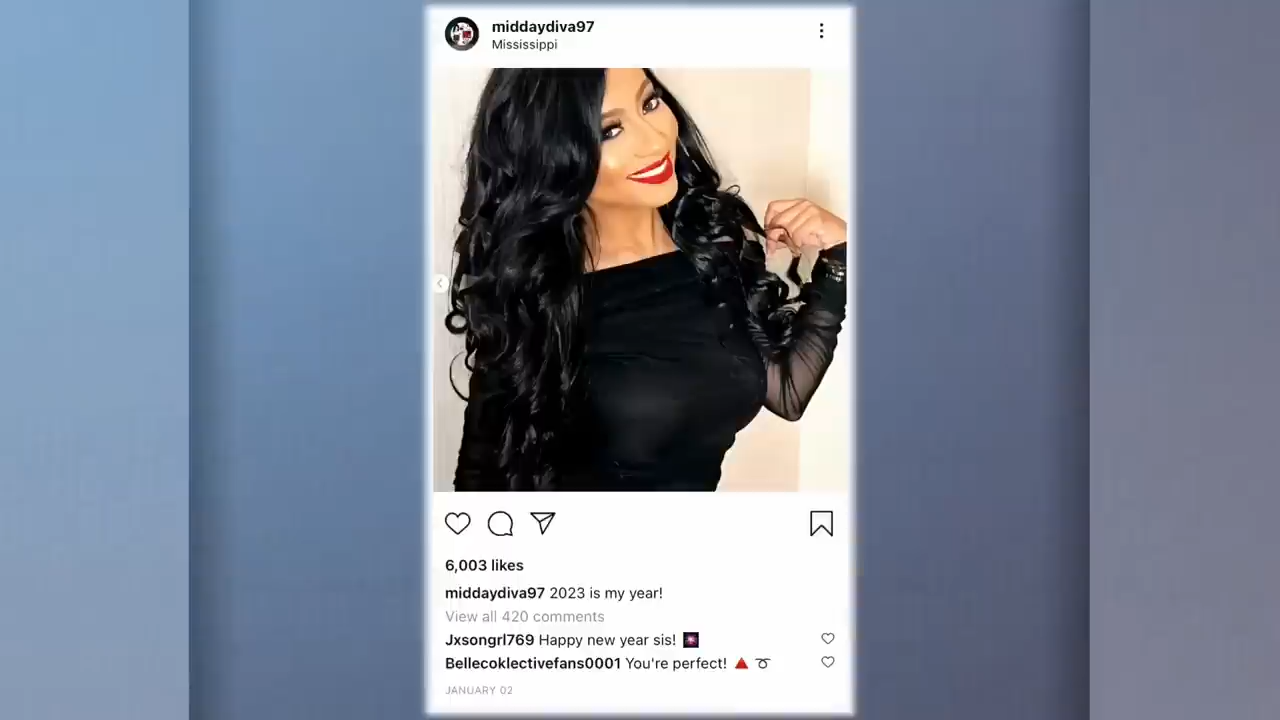 middaydiva97
Mississippi
6,003 likes
middaydiva97 2023 is my year!
View all 420 comments
Jxsongrl769 Happy new year sis! 🎆
Bellecoklectivefans0001 You're perfect! 🔺 ➰
JANUARY 02